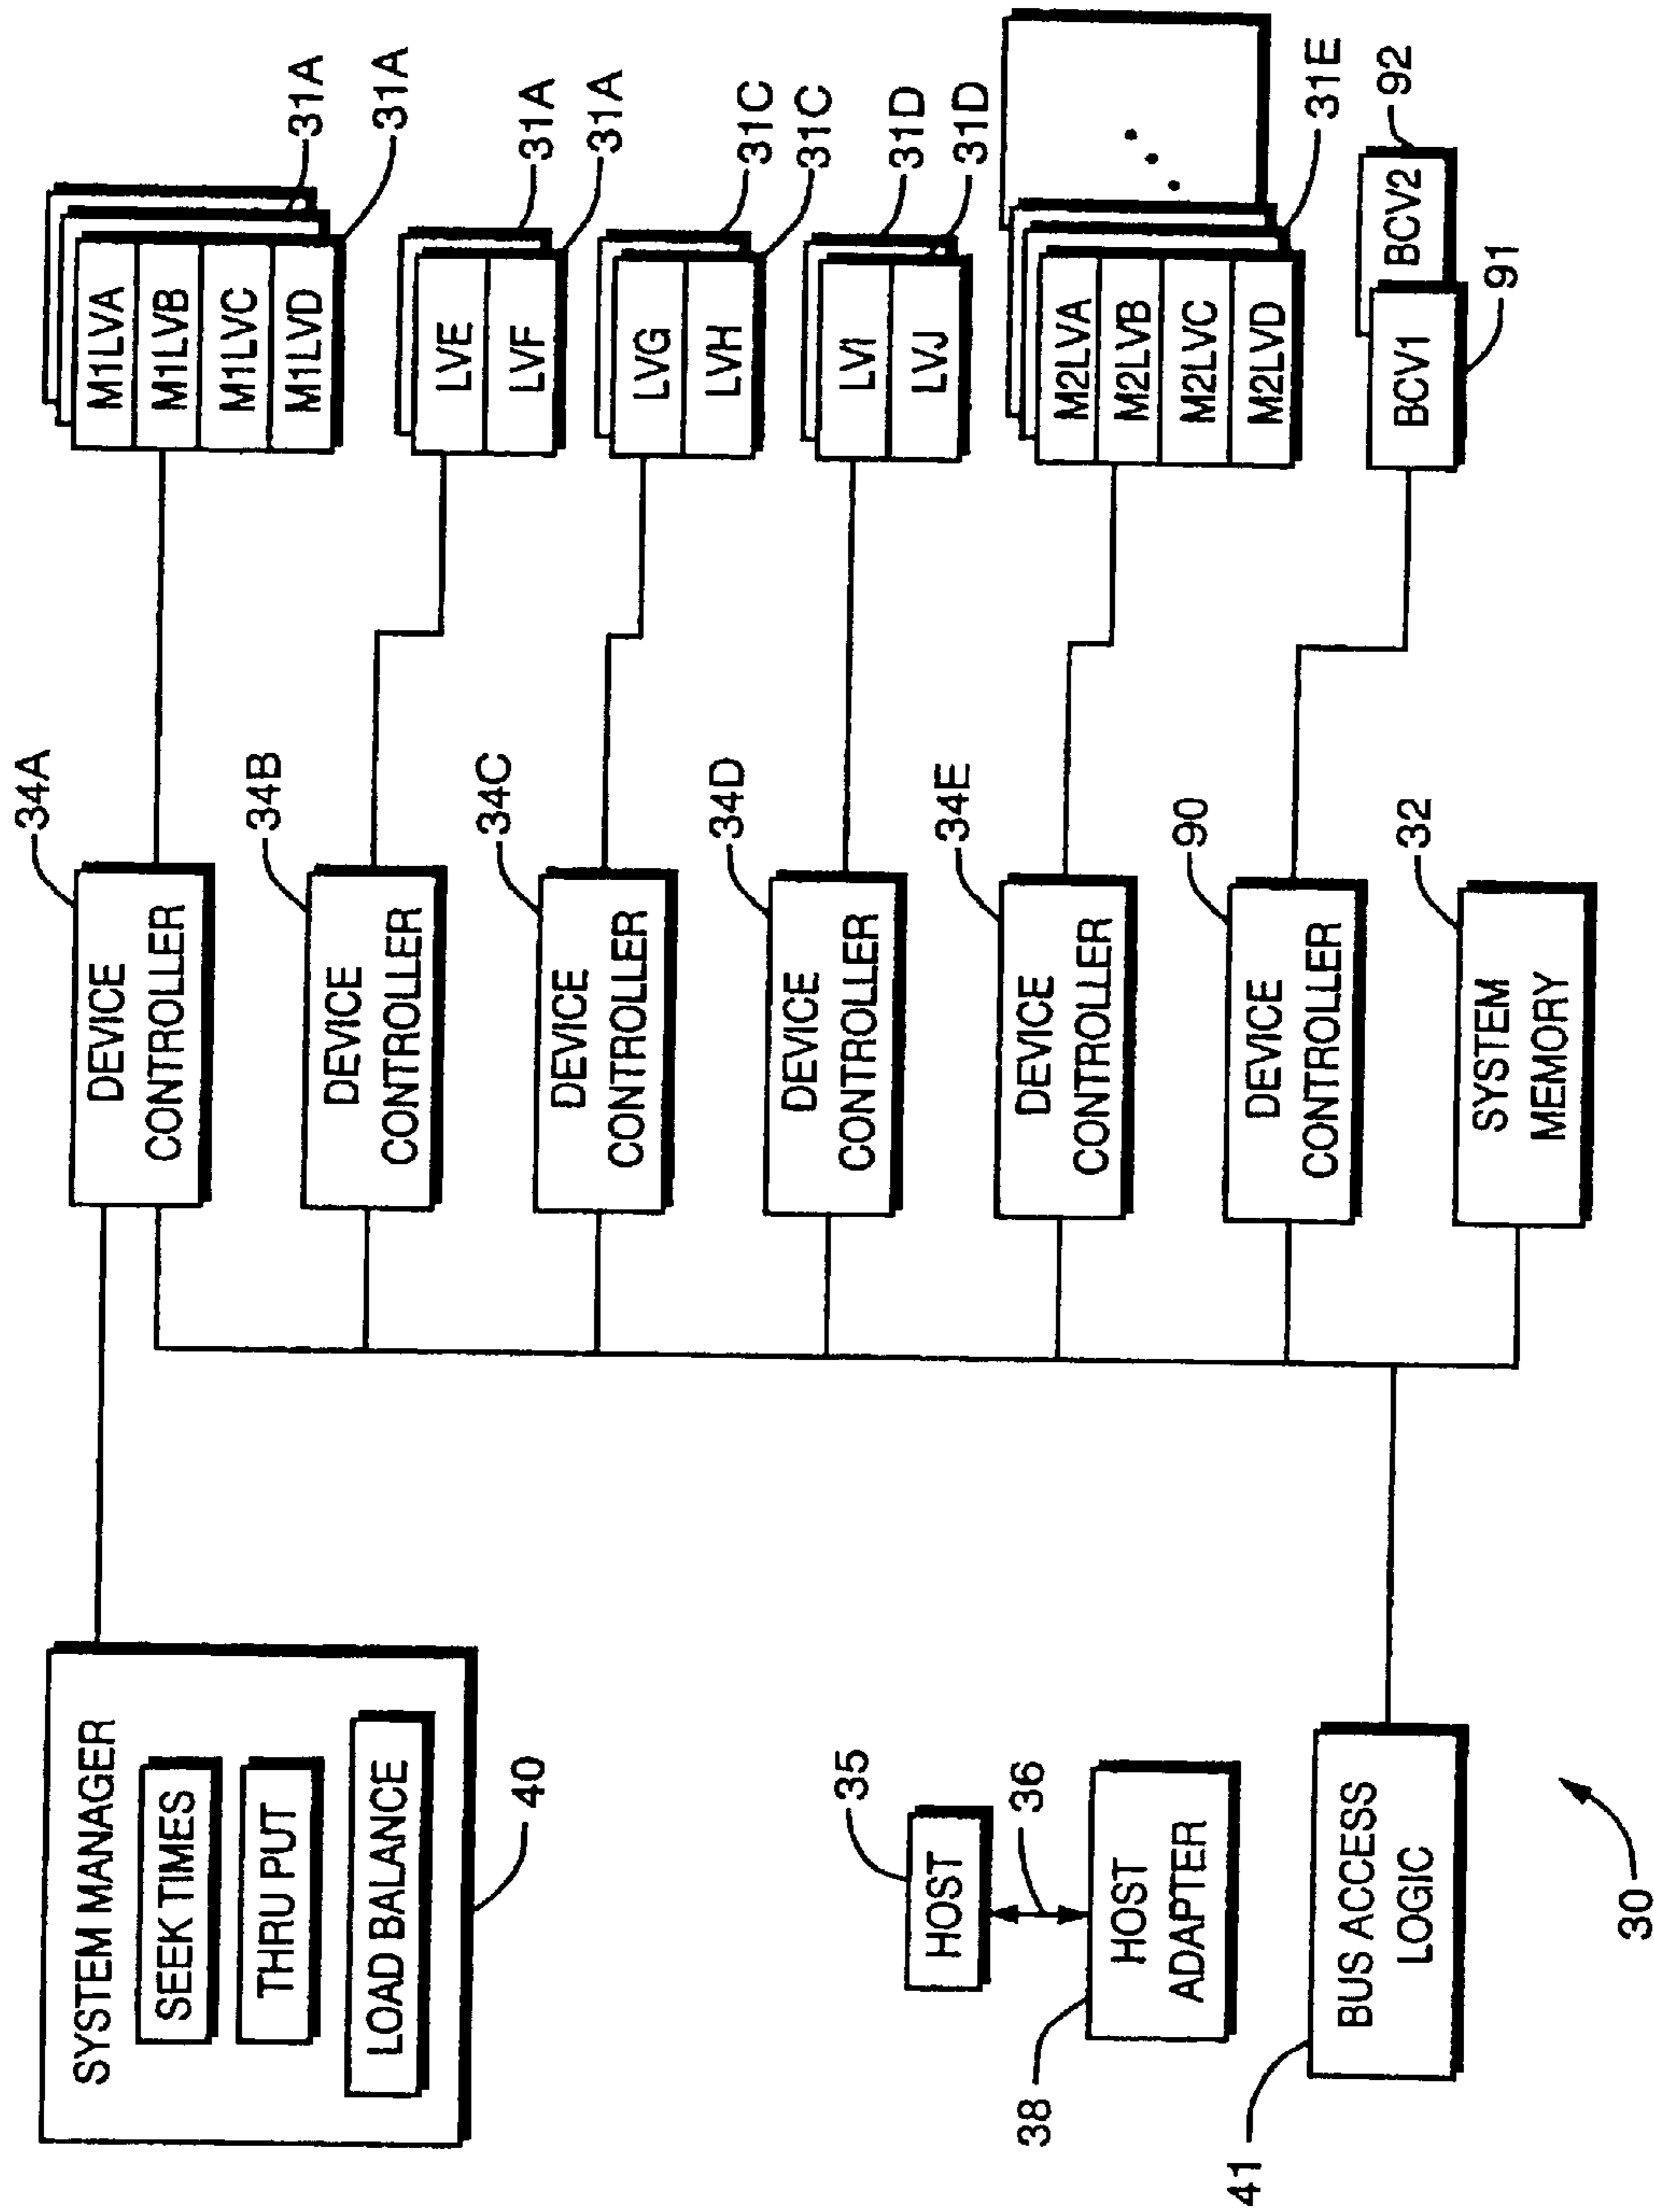 SYSTEM MANAGER
SEEK TIMES
THRU PUT
LOAD BALANCE
40
HOST
35
36
HOST
ADAPTER
38
BUS ACCESS
LOGIC
41
30
DEVICE
CONTROLLER
34A
DEVICE
CONTROLLER
34B
DEVICE
CONTROLLER
34C
DEVICE
CONTROLLER
34D
DEVICE
CONTROLLER
34E
DEVICE
CONTROLLER
90
SYSTEM
MEMORY
32
M1LVA
M1LVB
M1LVC
M1LVD
31A
31A
LVE
LVF
31A
31A
LVG
LVH
31C
31C
LVI
LVJ
31D
31D
M2LVA
M2LVB
M2LVC
M2LVD
31E
BCV1
BCV2
92
91